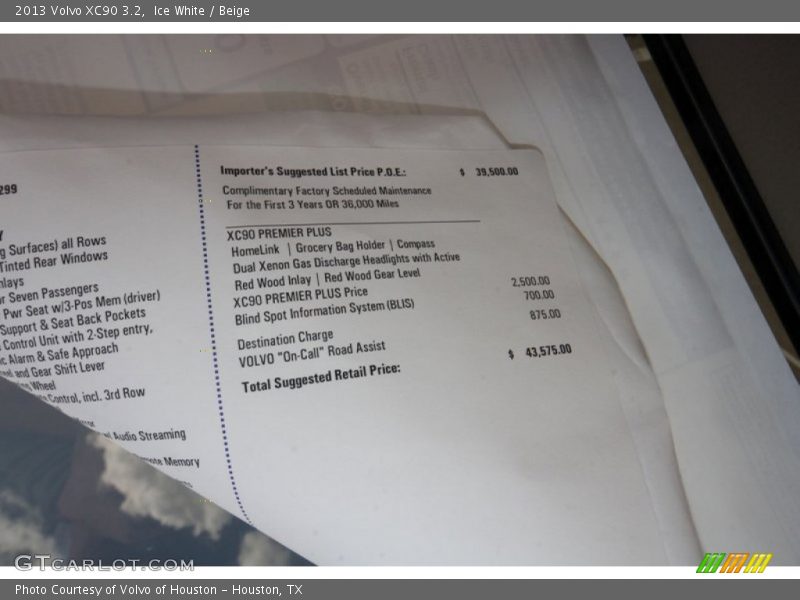 2013 Volvo XC90 3.2, Ice White / Beige
299
g Surfaces) all Rows
Tinted Rear Windows
nlays
r Seven Passengers
Pwr Seat w/3-Pos Mem (driver)
Support & Seat Back Pockets
Control Unit with 2-Step entry,
c Alarm & Safe Approach
el and Gear Shift Lever
Wheel
Control, incl. 3rd Row
Audio Streaming
Memory
Importer's Suggested List Price P.O.E.: $ 39,500.00
Complimentary Factory Scheduled Maintenance
For the First 3 Years OR 36,000 Miles
XC90 PREMIER PLUS
HomeLink | Grocery Bag Holder | Compass
Dual Xenon Gas Discharge Headlights with Active
Red Wood Inlay | Red Wood Gear Level
XC90 PREMIER PLUS Price 2,500.00
Blind Spot Information System (BLIS) 700.00
Destination Charge 875.00
VOLVO "On-Call" Road Assist
Total Suggested Retail Price: $ 43,575.00
GTCARLOT.COM
Photo Courtesy of Volvo of Houston - Houston, TX